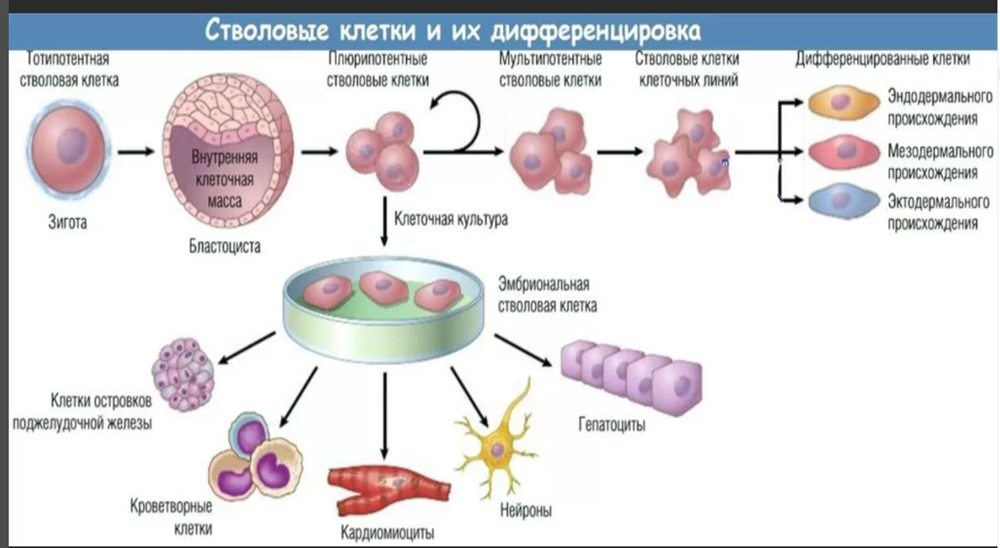 Стволовые клетки и их дифференцировка
Тотипотентная
стволовая клетка
Плюрипотентные
стволовые клетки
Мультипотентные
стволовые клетки
Стволовые клетки
клеточных линий
Дифференцированные клетки
Эндодермального
происхождения
Мезодермального
происхождения
Эктодермального
происхождения
Внутренняя
клеточная
масса
Зигота
Бластоциста
Клеточная культура
Эмбриональная
стволовая клетка
Клетки островков
поджелудочной железы
Кроветворные
клетки
Кардиомиоциты
Нейроны
Гепатоциты